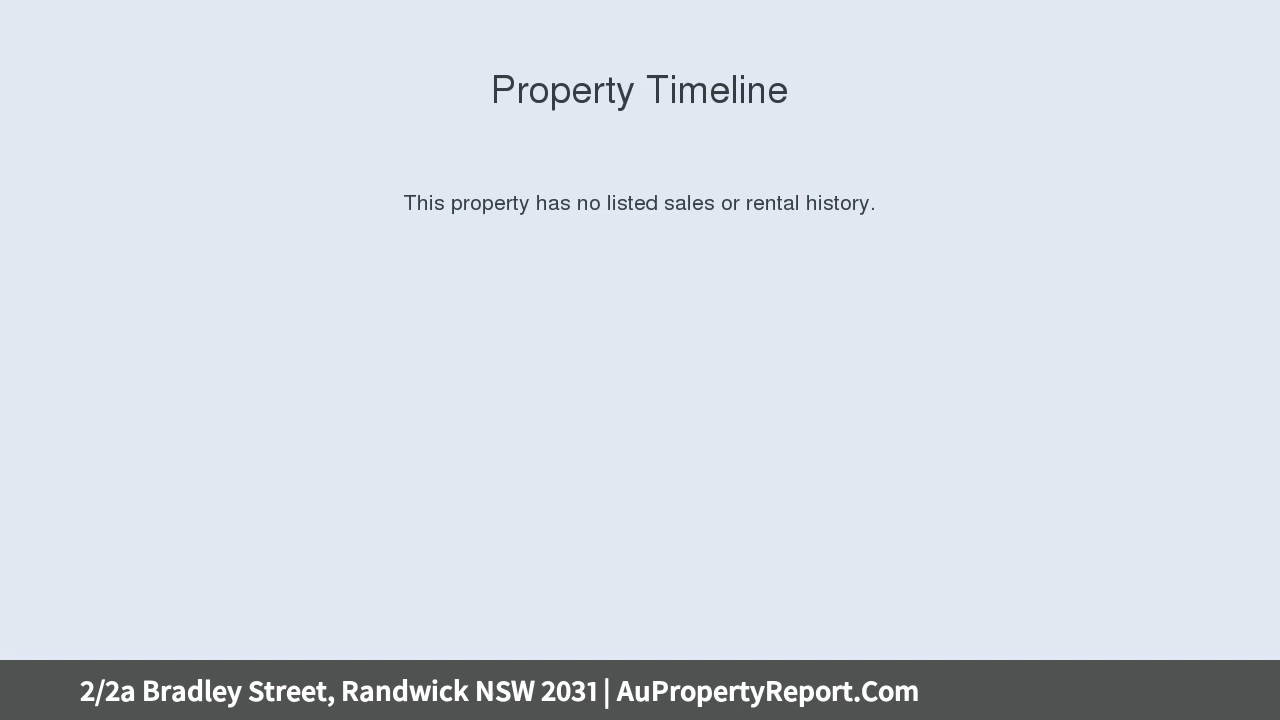 Property Timeline
This property has no listed sales or rental history.
2/2a Bradley Street, Randwick NSW 2031 | AuPropertyReport.Com